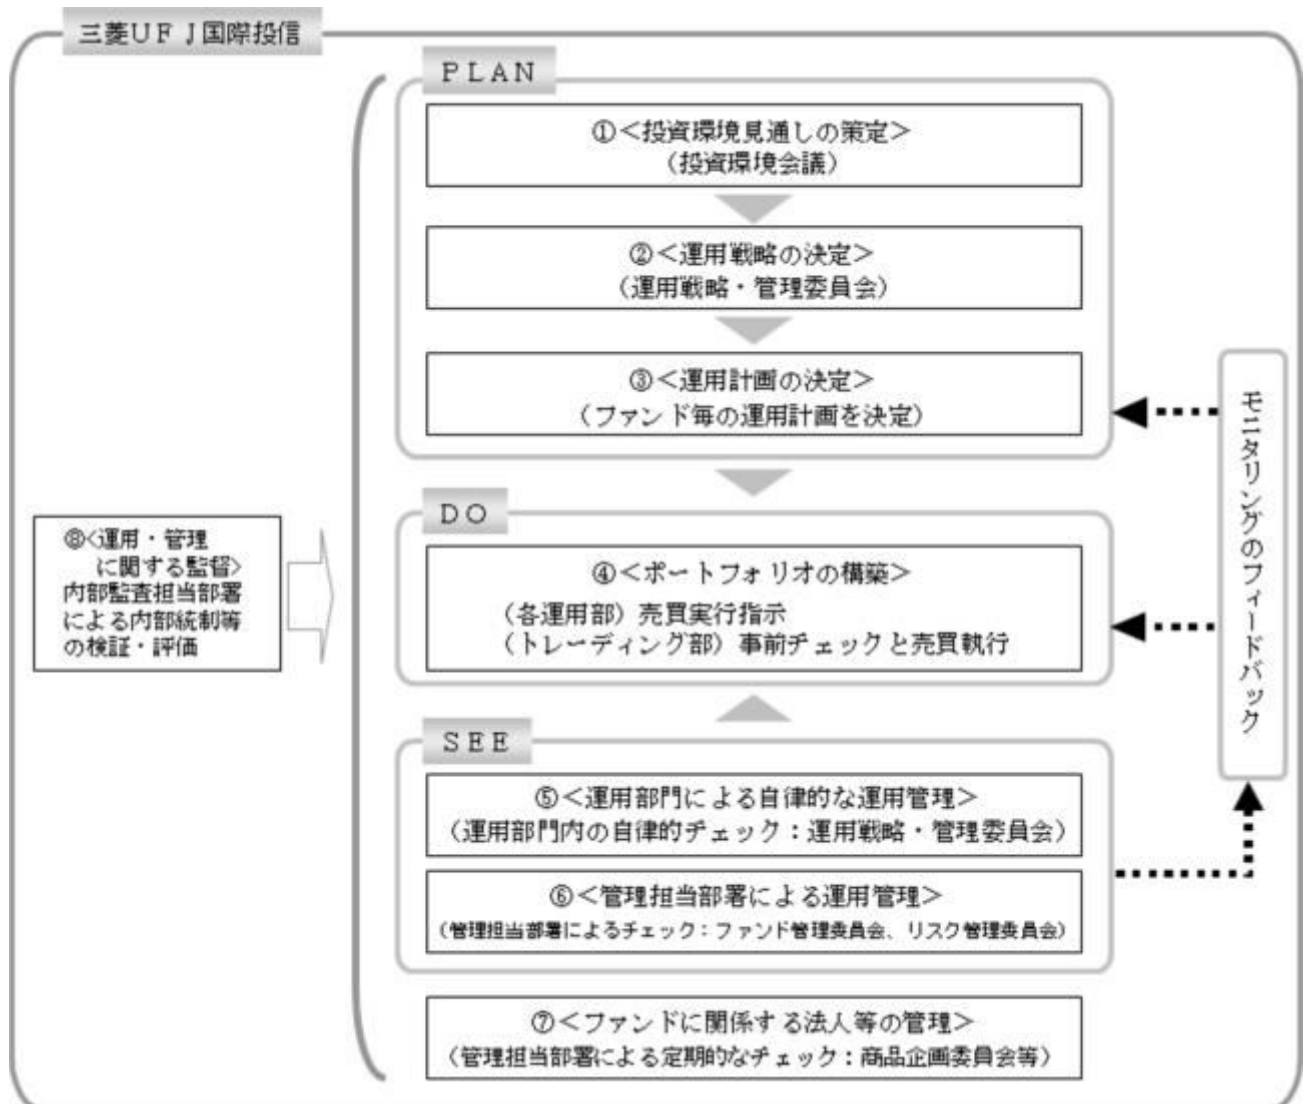 三菱UFJ国際投信
PLAN
①<投資環境見通しの策定>
(投資環境会議)
②<運用戦略の決定>
(運用戦略・管理委員会)
③<運用計画の決定>
(ファンド毎の運用計画を決定)
DO
④<ポートフォリオの構築>
(各運用部)売買実行指示
(トレーディング部)事前チェックと売買執行
SEE
⑤<運用部門による自律的な運用管理>
(運用部門内の自律的チェック:運用戦略・管理委員会)
⑥<管理担当部署による運用管理>
(管理担当部署によるチェック:ファンド管理委員会、リスク管理委員会)
⑦<ファンドに関係する法人等の管理>
(管理担当部署による定期的なチェック:商品企画委員会等)
⑧<運用・管理
に関する監督>
内部監査担当部署
による内部統制等
の検証・評価
モニタリングのフィードバック